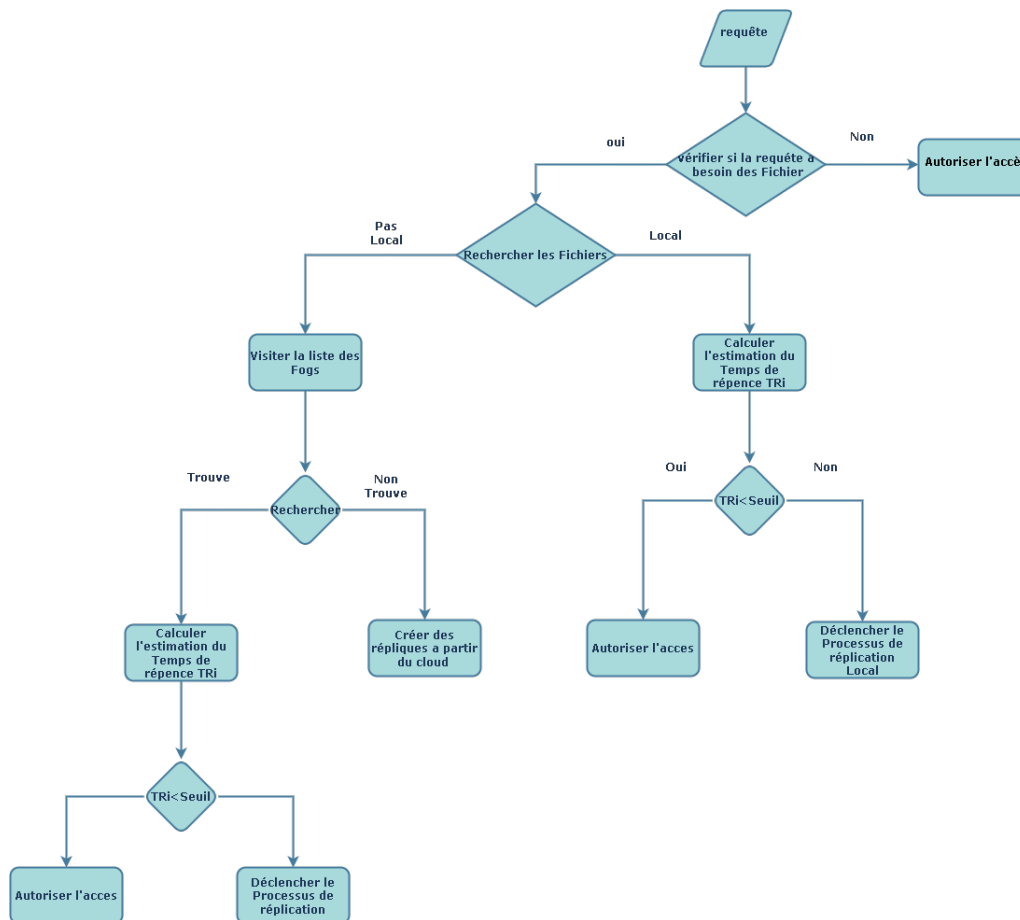 requête
vérifier si la requête a
besoin des Fichier
oui
Non
Autoriser l'accè
Rechercher les Fichiers
Pas
Local
Local
Visiter la liste des
Fogs
Calculer
l'estimation du
Temps de
répence TRi
Trouve
Non
Trouve
Rechercher
Oui
Non
TRi<Seuil
Calculer
l'estimation du
Temps de
répence TRi
Créer des
répliques a partir
du cloud
Autoriser l'acces
Déclencher le
Processus de
réplication
Local
TRi<Seuil
Autoriser l'acces
Déclencher le
Processus de
réplication